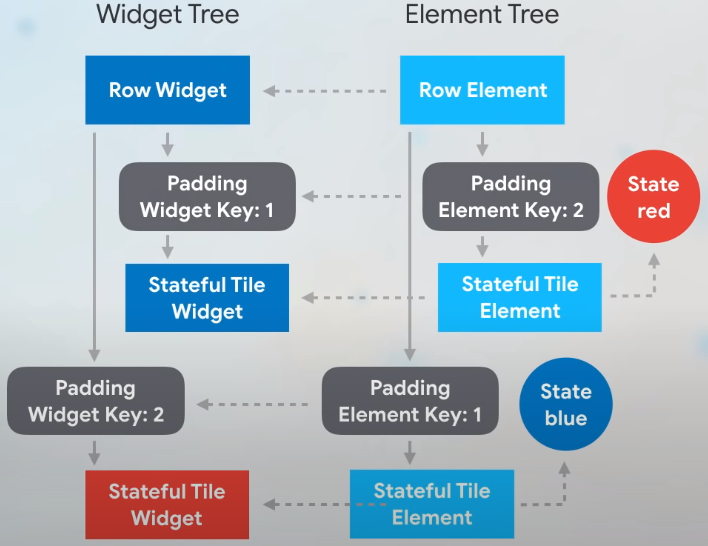 Widget Tree
Element Tree
Row Widget
Row Element
Padding
Widget Key: 1
Padding
Element Key: 2
State
red
Stateful Tile
Widget
Stateful Tile
Element
Padding
Widget Key: 2
Padding
Element Key: 1
State
blue
Stateful Tile
Widget
Stateful Tile
Element